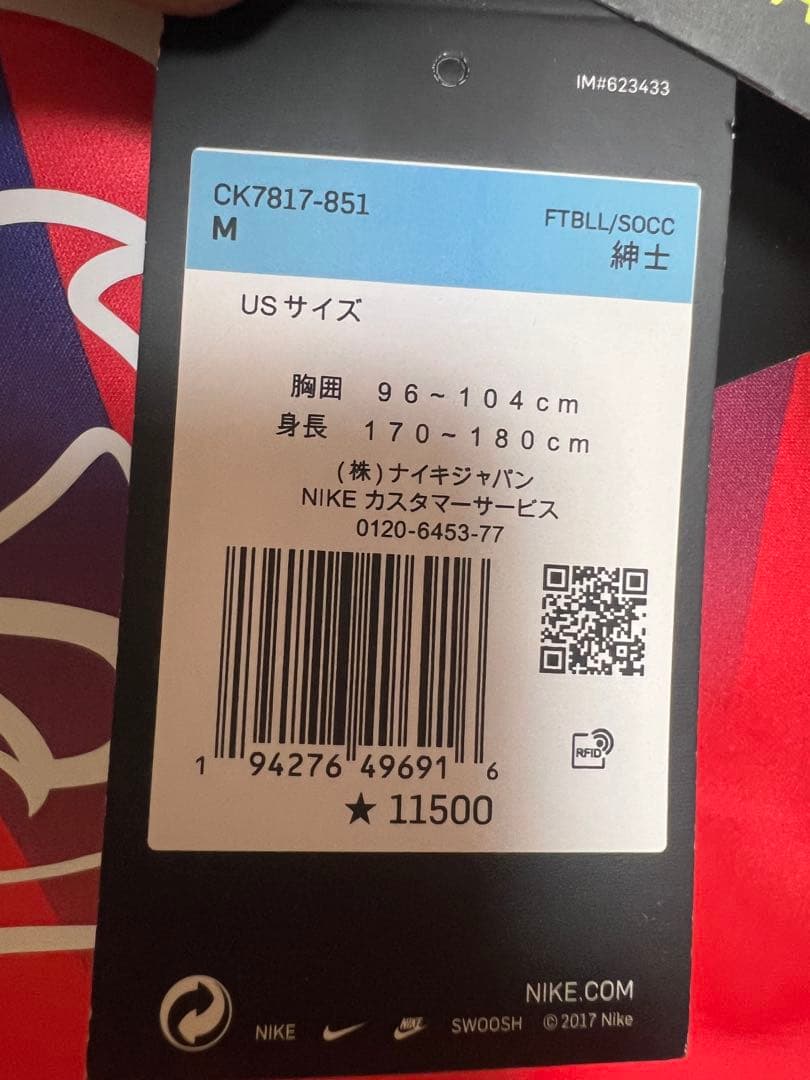 IM#623433
CK7817-851
M
FTBLL/SOCC
紳士
USサイズ
胸囲 96~104cm
身長 170~180cm
(株)ナイキジャパン
NIKE カスタマーサービス
0120-6453-77
RFID
1 94276 49691 6
★ 11500
NIKE.COM
NIKE NIKE SWOOSH © 2017 Nike